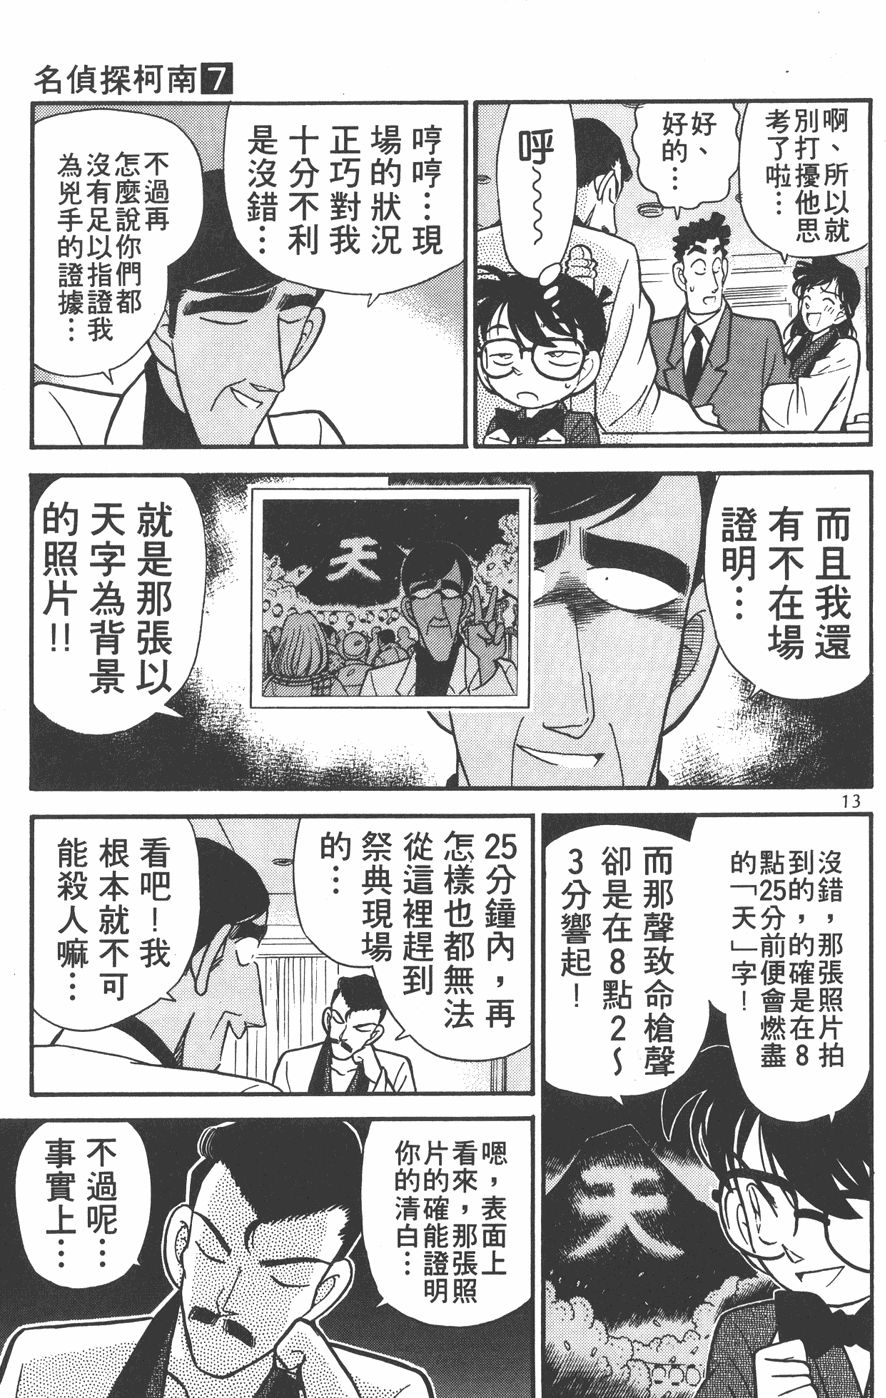 名偵探柯南7
啊、所以就
別打擾他思
考了啦…
好、
好的…
呼~
哼哼…現
場的狀況
正巧對我
十分不利
是沒錯…
不過再
怎麼說你們都
沒有足以指證我
為兇手的證據…
而且我還
有不在場
證明…
天
就是那張以
天字為背景
的照片!!
13
沒錯，那張照片拍
到的，的確是在8
點25分前便會燃盡
的「天」字！
而那聲致命槍聲
卻是在8點2~
3分響起！
天
25分鐘內，再
怎樣也都無法
從這裡趕到
祭典現場
的…
看吧！我
根本就不可
能殺人嘛…
嗯，表面上
看來，那張照
片的確能證明
你的清白…
不過呢…
事實上…